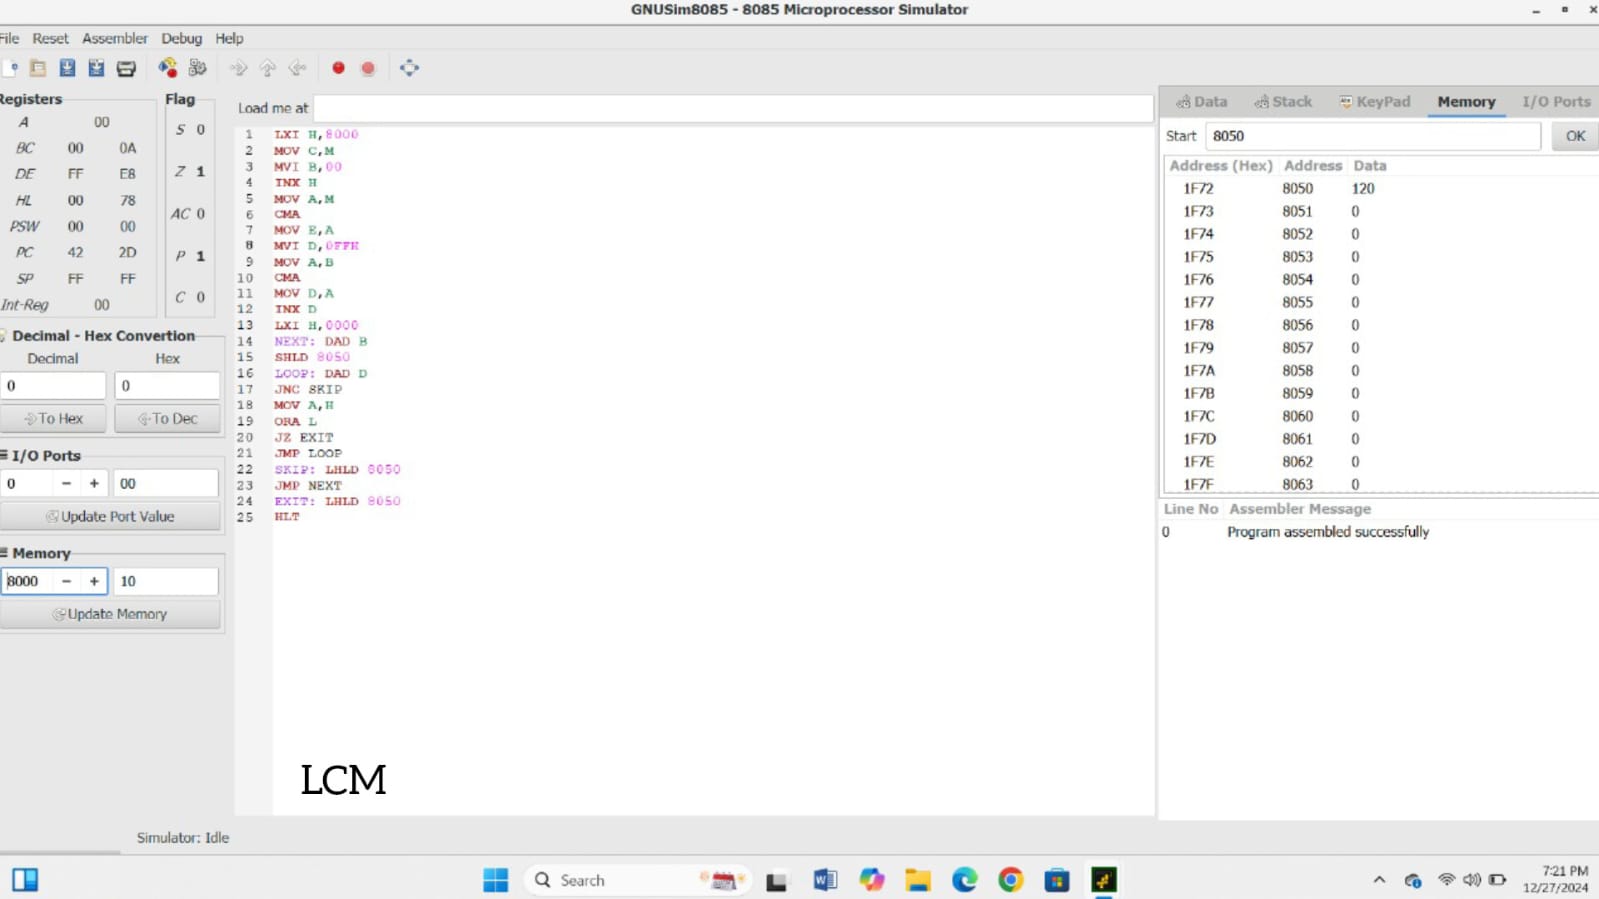 GNUSim8085 - 8085 Microprocessor Simulator
File Reset Assembler Debug Help
Registers
A 00
BC 00 0A
DE FF E8
HL 00 78
PSW 00 00
PC 42 2D
SP FF FF
Int-Reg 00
Flag
S 0
Z 1
AC 0
P 1
C 0
Decimal - Hex Convertion
Decimal Hex
0 0
To Hex To Dec
I/O Ports
0 - + 00
Update Port Value
Memory
8000 - + 10
Update Memory
Load me at
1 LXI H,8000
2 MOV C,M
3 MVI B,00
4 INX H
5 MOV A,M
6 CMA
7 MOV E,A
8 MVI D,0FFH
9 MOV A,B
10 CMA
11 MOV D,A
12 INX D
13 LXI H,0000
14 NEXT: DAD B
15 SHLD 8050
16 LOOP: DAD D
17 JNC SKIP
18 MOV A,H
19 ORA L
20 JZ EXIT
21 JMP LOOP
22 SKIP: LHLD 8050
23 JMP NEXT
24 EXIT: LHLD 8050
25 HLT
LCM
Data Stack KeyPad Memory I/O Ports
Start 8050 OK
Address (Hex) Address Data
1F72 8050 120
1F73 8051 0
1F74 8052 0
1F75 8053 0
1F76 8054 0
1F77 8055 0
1F78 8056 0
1F79 8057 0
1F7A 8058 0
1F7B 8059 0
1F7C 8060 0
1F7D 8061 0
1F7E 8062 0
1F7F 8063 0
Line No Assembler Message
0 Program assembled successfully
Simulator: Idle
Search
7:21 PM
12/27/2024